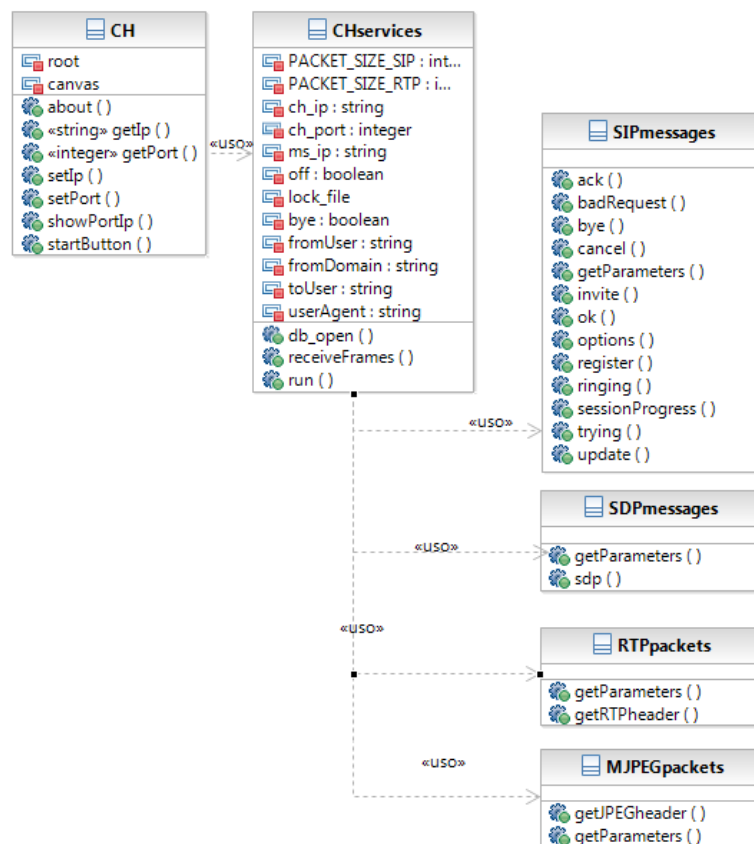 CH
root
canvas
about ( )
«string» getIp ( )
«integer» getPort ( )
setIp ( )
setPort ( )
showPortIp ( )
startButton ( )
«uso»
CHservices
PACKET_SIZE_SIP : int...
PACKET_SIZE_RTP : i...
ch_ip : string
ch_port : integer
ms_ip : string
off : boolean
lock_file
bye : boolean
fromUser : string
fromDomain : string
toUser : string
userAgent : string
db_open ( )
receiveFrames ( )
run ( )
«uso»
«uso»
«uso»
«uso»
SIPmessages
ack ( )
badRequest ( )
bye ( )
cancel ( )
getParameters ( )
invite ( )
ok ( )
options ( )
register ( )
ringing ( )
sessionProgress ( )
trying ( )
update ( )
SDPmessages
getParameters ( )
sdp ( )
RTPpackets
getParameters ( )
getRTPheader ( )
MJPEGpackets
getJPEGheader ( )
getParameters ( )